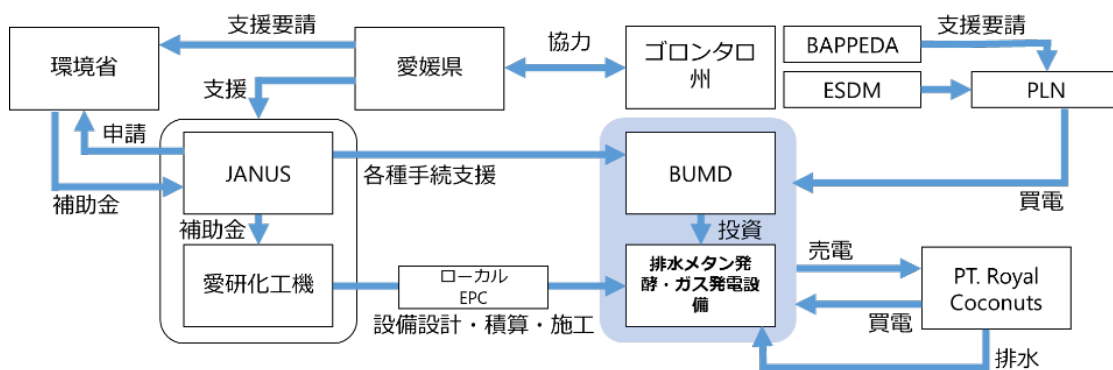 支援要請
環境省
愛媛県
協力
ゴロンタロ
州
BAPPEDA
支援要請
ESDM
PLN
支援
申請
JANUS
各種手続支援
BUMD
買電
補助金
補助金
投資
愛研化工機
ローカル
EPC
設備設計・積算・施工
排水メタン発
酵・ガス発電設
備
売電
PT. Royal
Coconuts
買電
排水